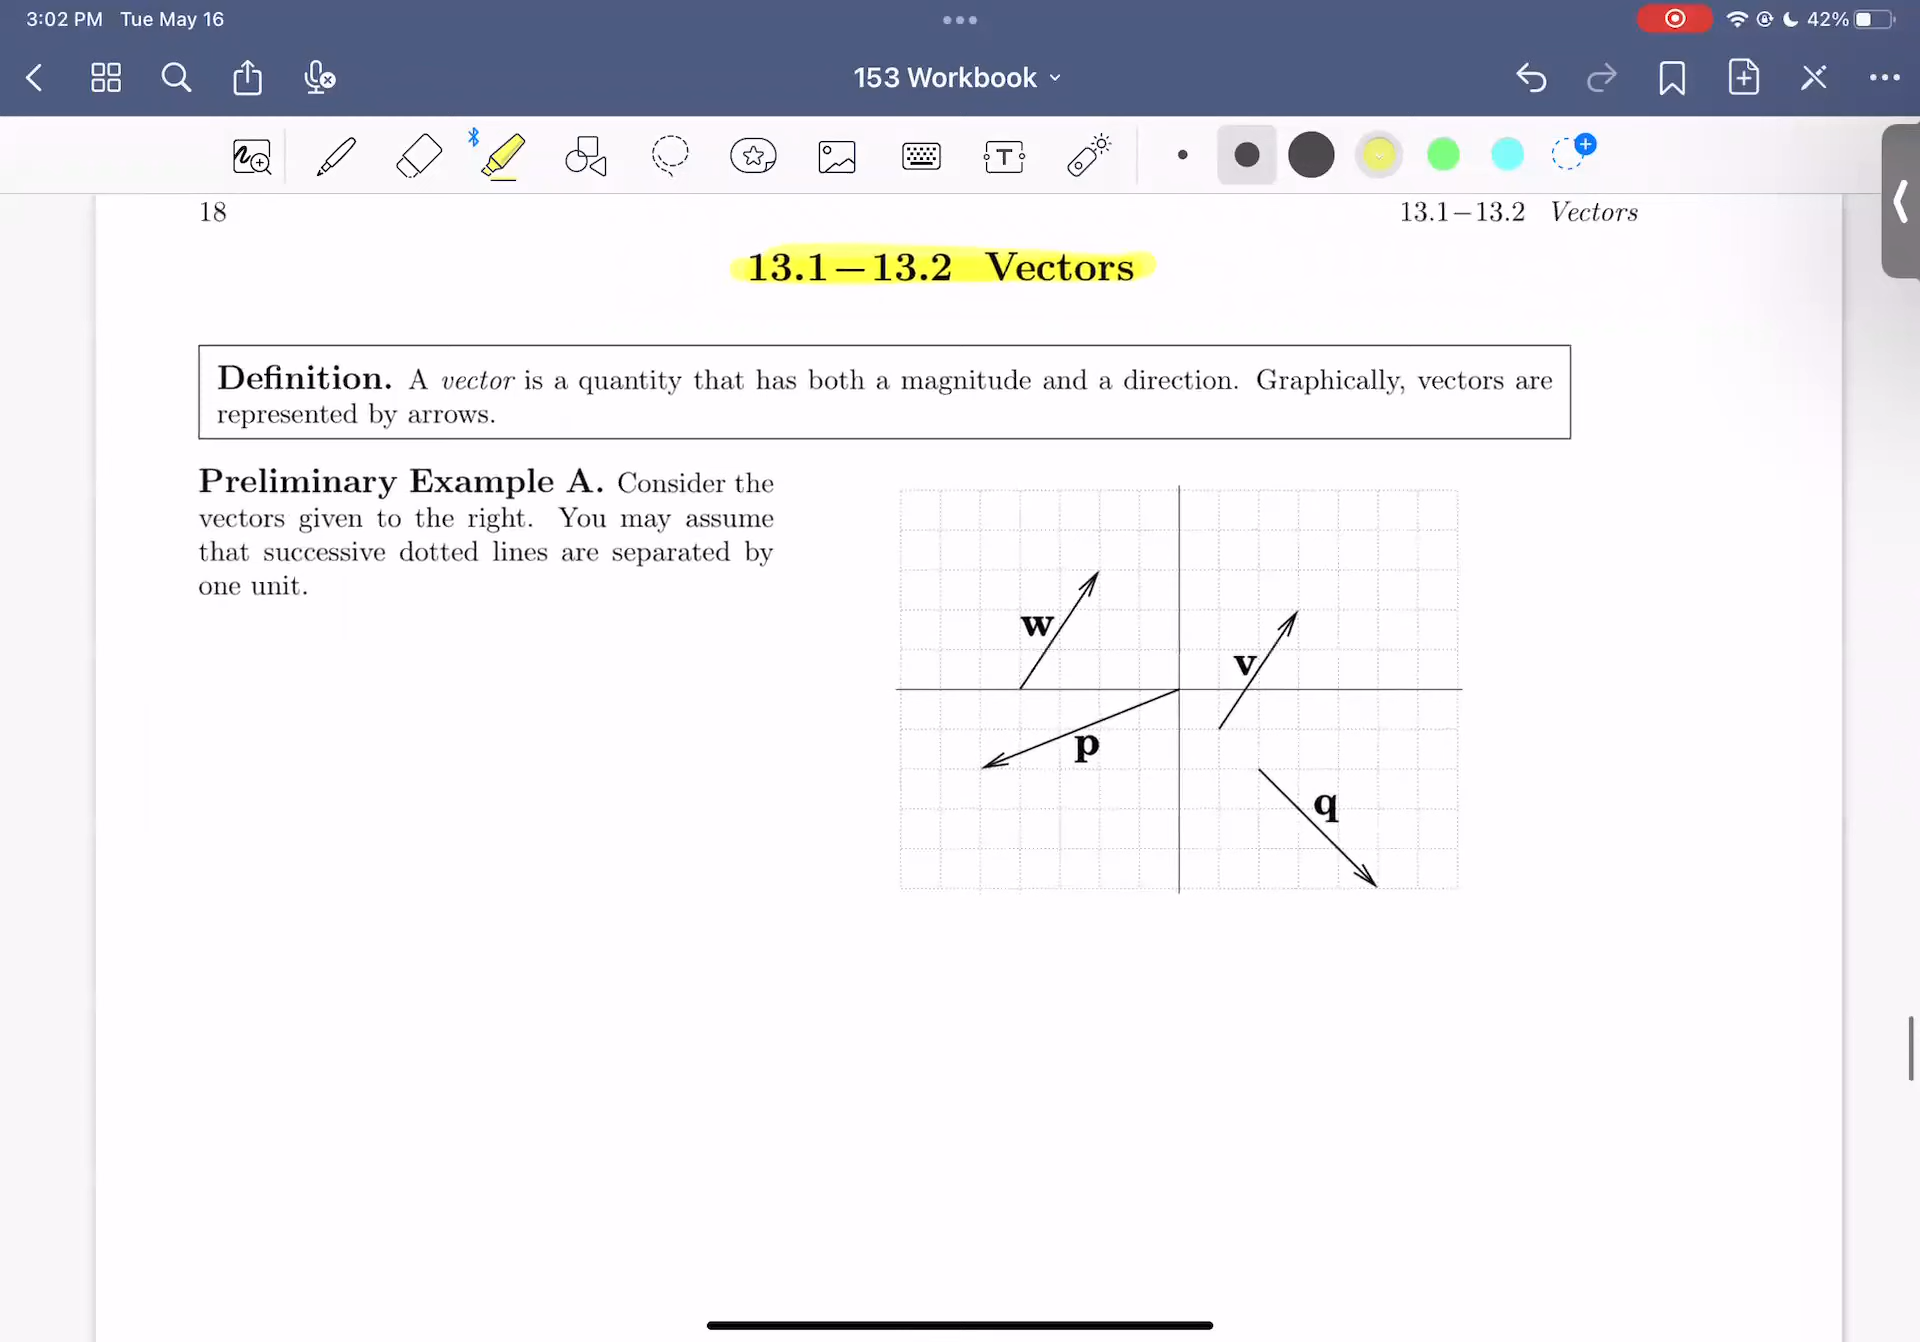 3:02 PM Tue May 16
42%
153 Workbook
T
18
13.1–13.2 Vectors
13.1–13.2 Vectors
Definition. A vector is a quantity that has both a magnitude and a direction. Graphically, vectors are
represented by arrows.
Preliminary Example A. Consider the
vectors given to the right. You may assume
that successive dotted lines are separated by
one unit.
w
v
p
q